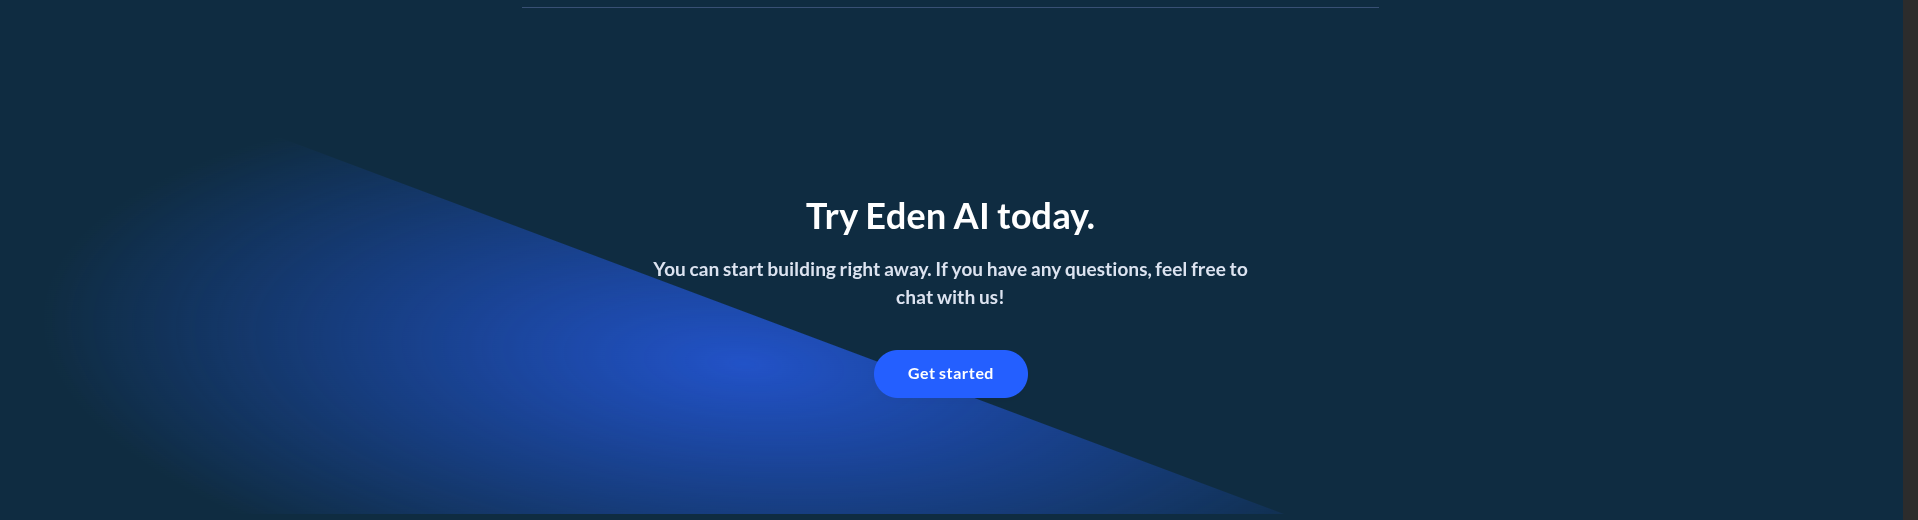 Try Eden AI today.
You can start building right away. If you have any questions, feel free to
chat with us!
Get started